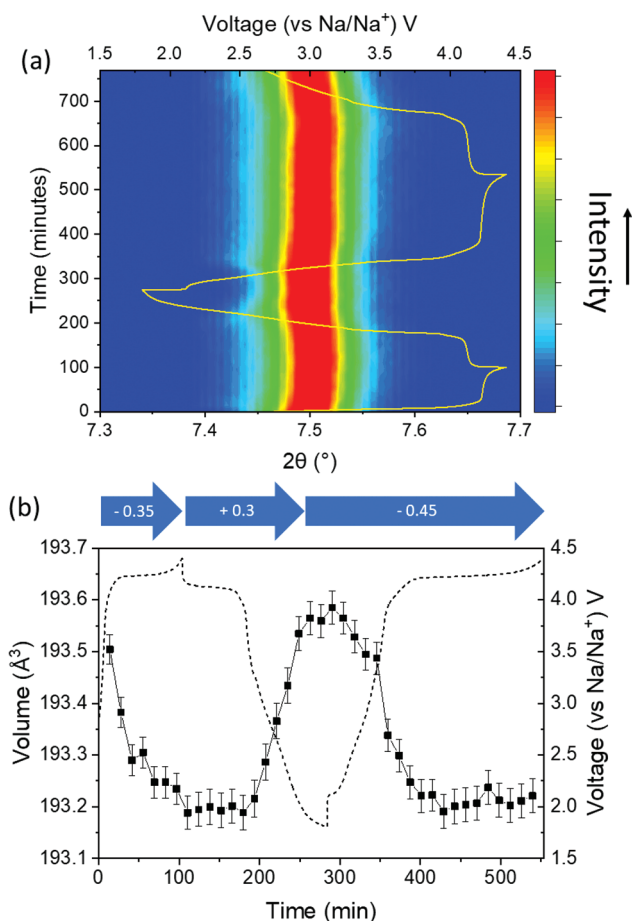 Voltage (vs Na/Na⁺) V
(a)
1.5 2.0 2.5 3.0 3.5 4.0 4.5
700
600
500
400
300
200
100
0
Time (minutes)
7.3 7.4 7.5 7.6 7.7
2θ (°)
Intensity
(b)
- 0.35 + 0.3 - 0.45
193.7
193.6
193.5
193.4
193.3
193.2
193.1
Volume (Å³)
4.5
4.0
3.5
3.0
2.5
2.0
1.5
Voltage (vs Na/Na⁺) V
0 100 200 300 400 500
Time (min)